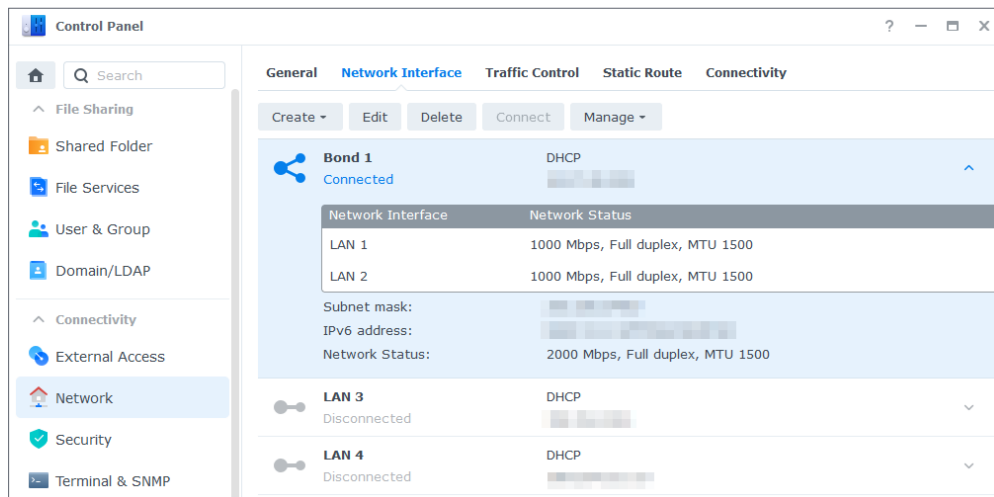 Control Panel
?
Search
File Sharing
Shared Folder
File Services
User & Group
Domain/LDAP
Connectivity
External Access
Network
Security
Terminal & SNMP
General Network Interface Traffic Control Static Route Connectivity
Create Edit Delete Connect Manage
Bond 1 DHCP
Connected
Network Interface Network Status
LAN 1 1000 Mbps, Full duplex, MTU 1500
LAN 2 1000 Mbps, Full duplex, MTU 1500
Subnet mask:
IPv6 address:
Network Status: 2000 Mbps, Full duplex, MTU 1500
LAN 3 DHCP
Disconnected
LAN 4 DHCP
Disconnected